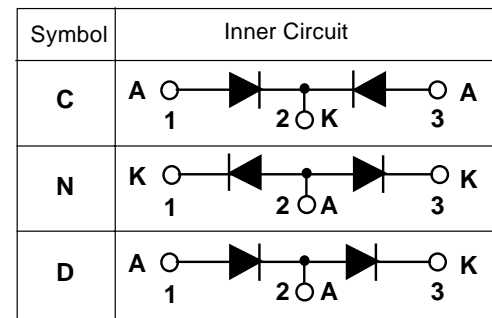 Symbol Inner Circuit
C A K A
1 2 3
N K A K
1 2 3
D A A K
1 2 3